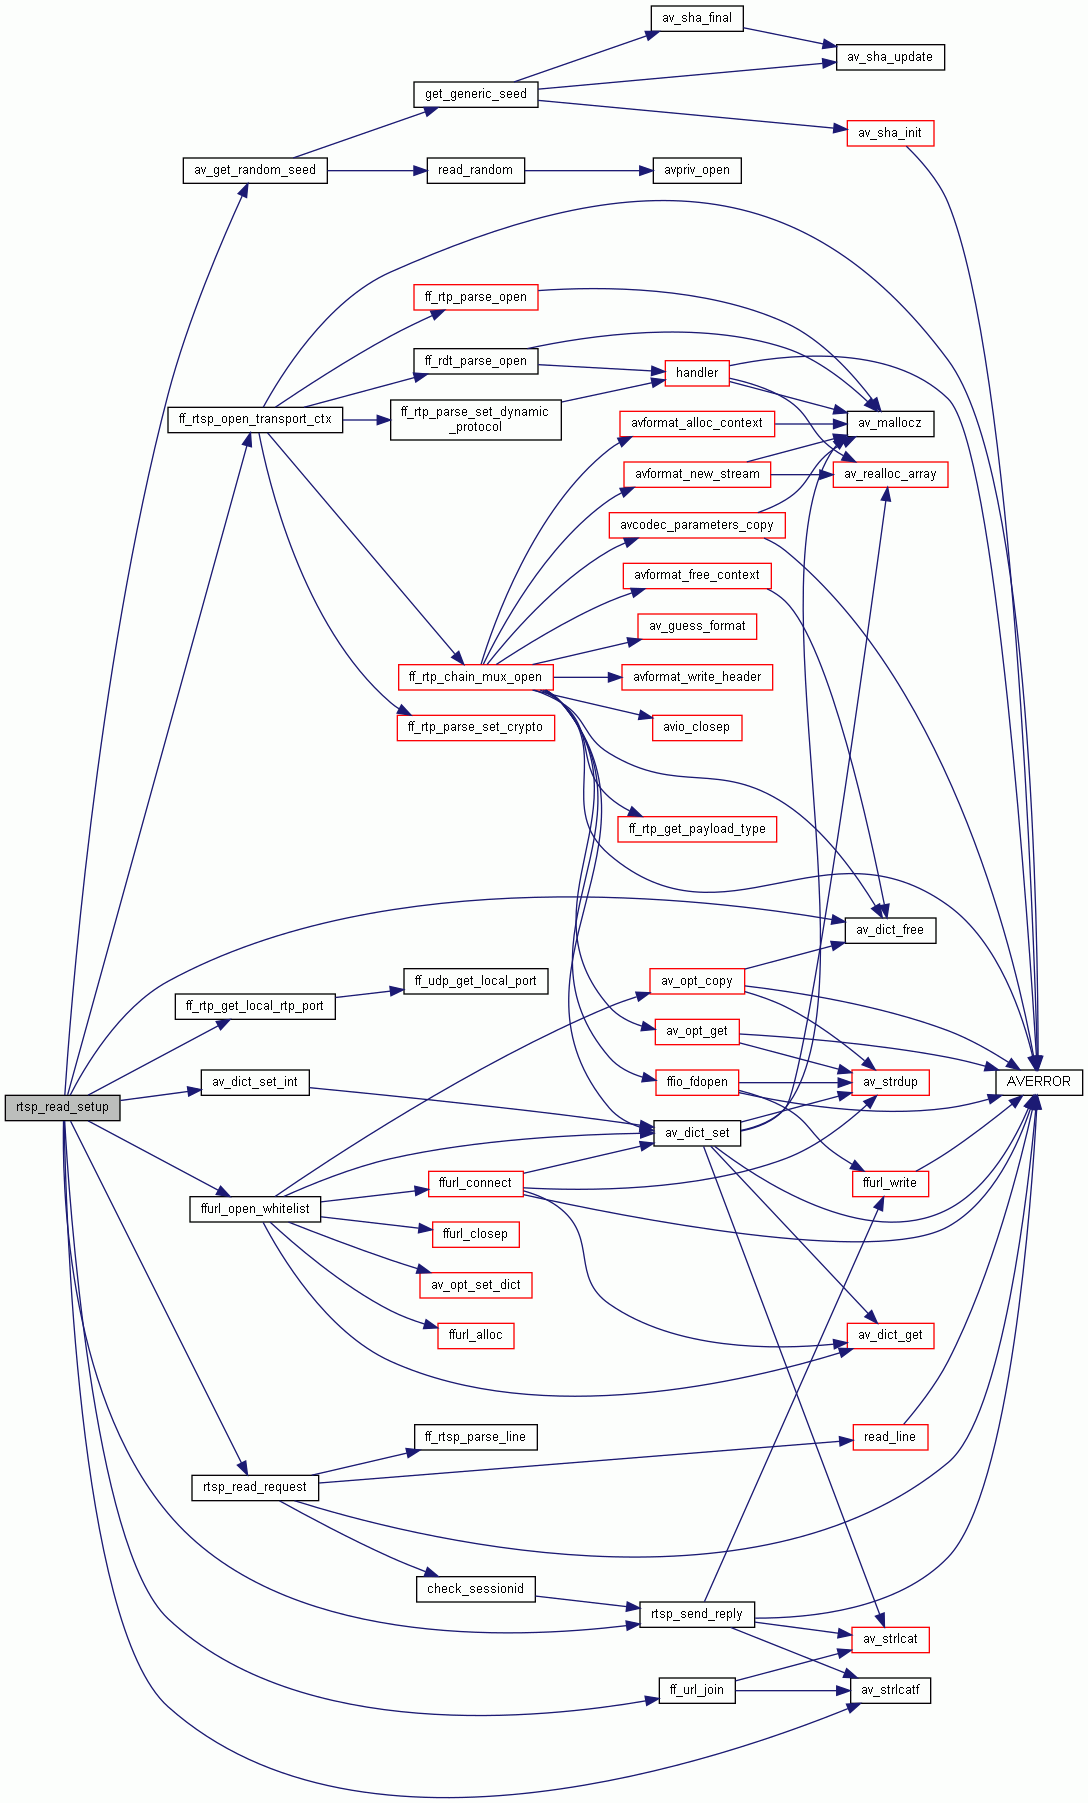 av_sha_final
av_sha_update
get_generic_seed
av_sha_init
av_get_random_seed
read_random
avpriv_open
ff_rtp_parse_open
ff_rdt_parse_open
handler
ff_rtsp_open_transport_ctx
ff_rtp_parse_set_dynamic
_protocol
avformat_alloc_context
av_mallocz
avformat_new_stream
av_realloc_array
avcodec_parameters_copy
avformat_free_context
av_guess_format
ff_rtp_chain_mux_open
avformat_write_header
ff_rtp_parse_set_crypto
avio_closep
ff_rtp_get_payload_type
av_dict_free
ff_udp_get_local_port
av_opt_copy
ff_rtp_get_local_rtp_port
av_opt_get
av_dict_set_int
ffio_fdopen
av_strdup
AVERROR
rtsp_read_setup
av_dict_set
ffurl_connect
ffurl_write
ffurl_open_whitelist
ffurl_closep
av_opt_set_dict
ffurl_alloc
av_dict_get
ff_rtsp_parse_line
read_line
rtsp_read_request
check_sessionid
rtsp_send_reply
av_strlcat
ff_url_join
av_strlcatf